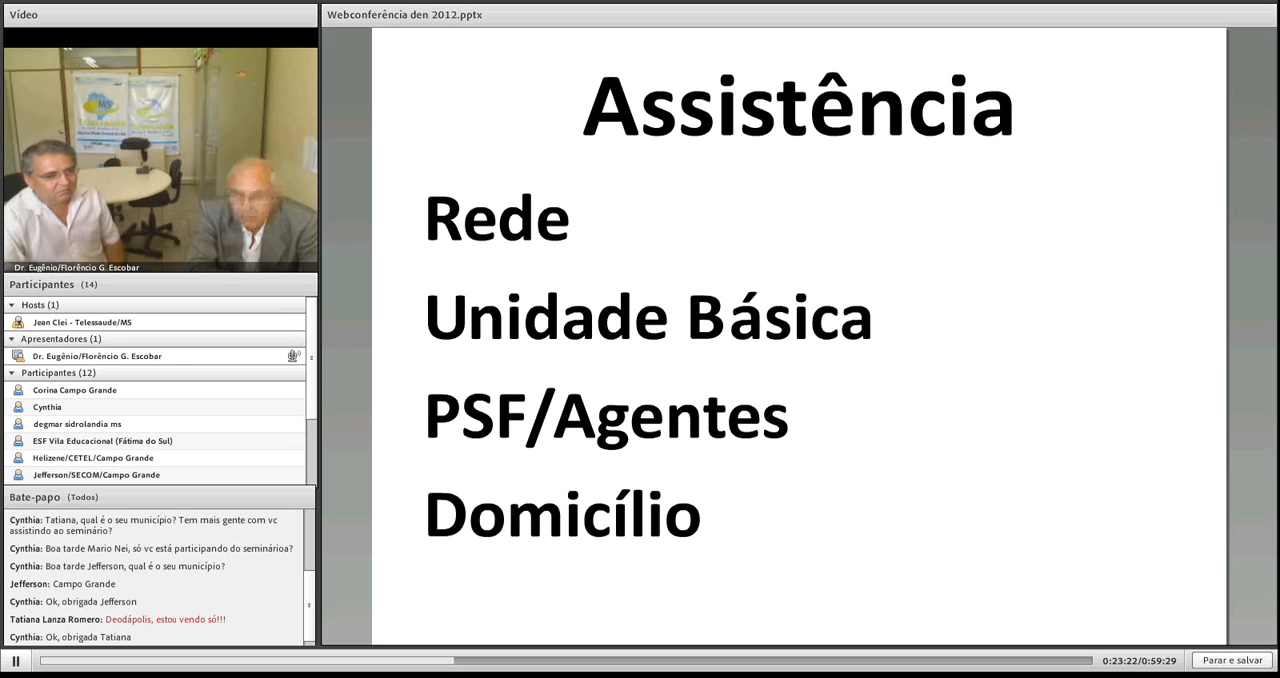 Vídeo
MS
Dr. Eugênio/Florêncio G. Escobar
Participantes (14)
Hosts (1)
Jean Clei - Telessaude/MS
Apresentadores (1)
Dr. Eugênio/Florêncio G. Escobar
Participantes (12)
Corina Campo Grande
Cynthia
degmar sidrolandia ms
ESF Vila Educacional (Fátima do Sul)
Helizene/CETEL/Campo Grande
Jefferson/SECOM/Campo Grande
Bate-papo (Todos)
Cynthia: Tatiana, qual é o seu município? Tem mais gente com vc
assistindo ao seminário?
Cynthia: Boa tarde Mario Nei, só vc está participando do seminárioa?
Cynthia: Boa tarde Jefferson, qual é o seu município?
Jefferson: Campo Grande
Cynthia: Ok, obrigada Jefferson
Tatiana Lanza Romero: Deodápolis, estou vendo só!!!
Cynthia: Ok, obrigada Tatiana
Webconferência den 2012.pptx
Assistência
Rede
Unidade Básica
PSF/Agentes
Domicílio
0:23:22/0:59:29
Parar e salvar